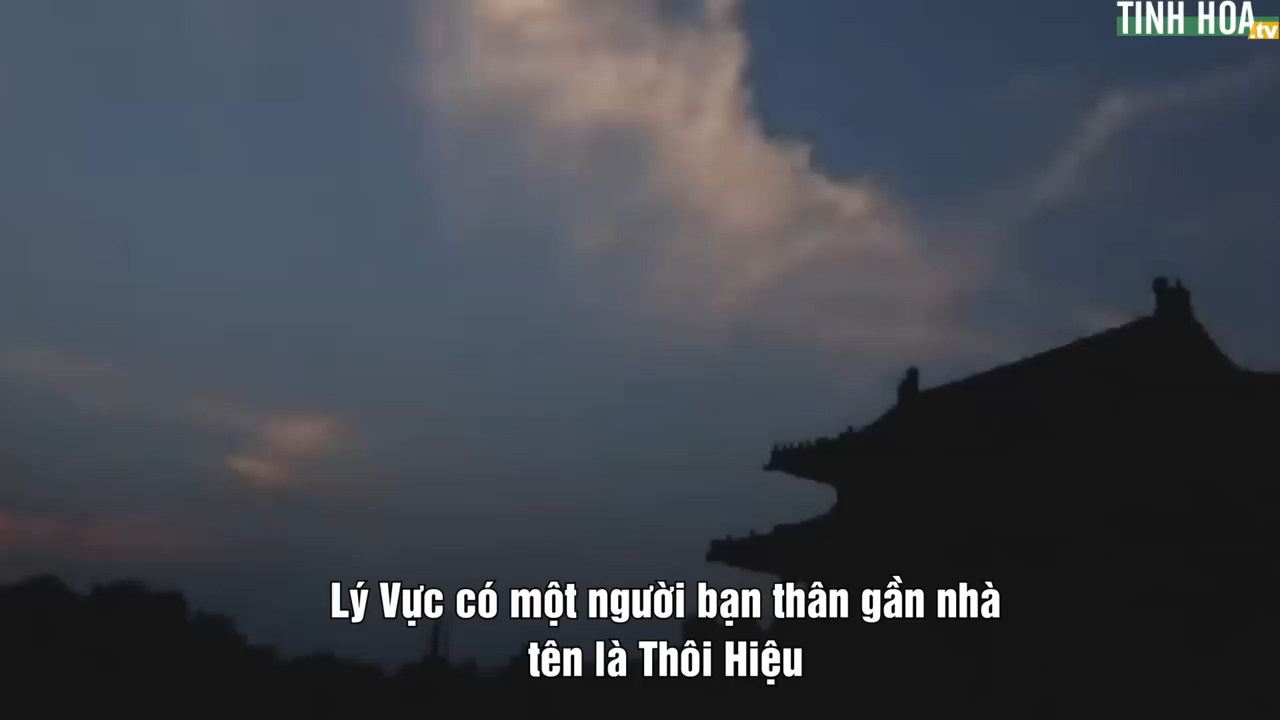 TINH HOA
.tv
Lý Vực có một người bạn thân gần nhà
tên là Thôi Hiệu